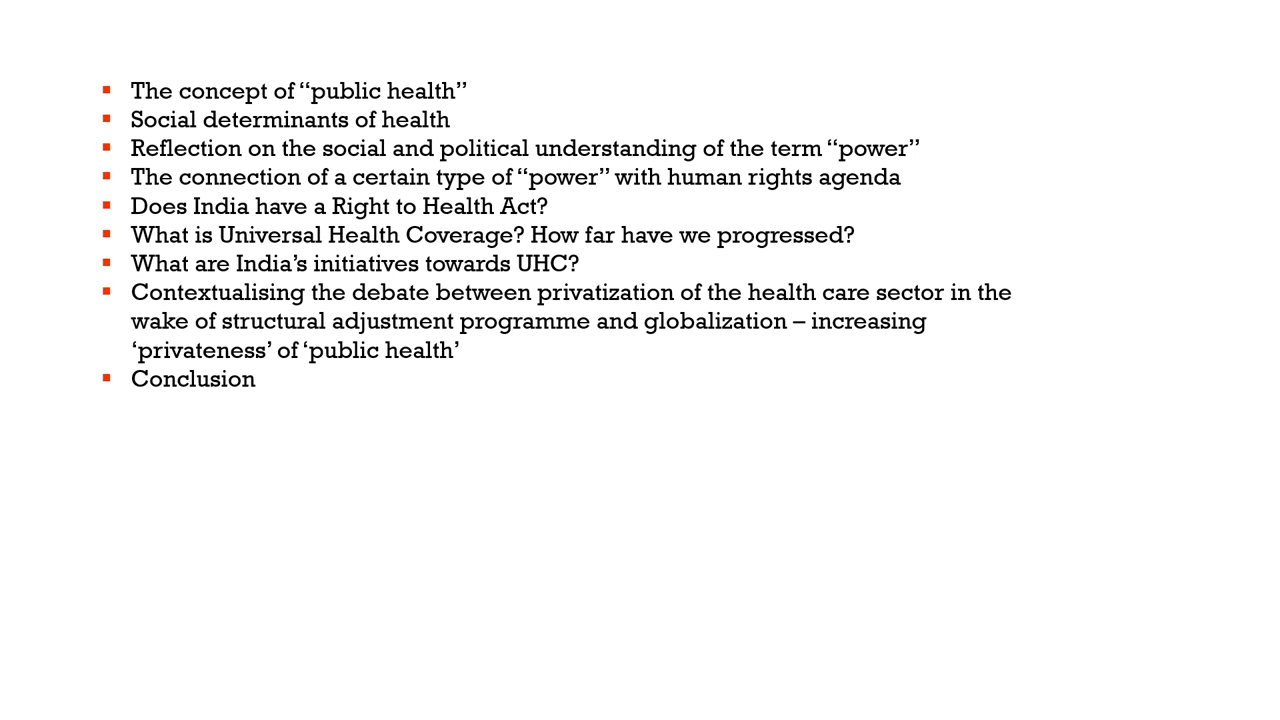 ▪ The concept of “public health”
▪ Social determinants of health
▪ Reflection on the social and political understanding of the term “power”
▪ The connection of a certain type of “power” with human rights agenda
▪ Does India have a Right to Health Act?
▪ What is Universal Health Coverage? How far have we progressed?
▪ What are India’s initiatives towards UHC?
▪ Contextualising the debate between privatization of the health care sector in the
wake of structural adjustment programme and globalization – increasing
‘privateness’ of ‘public health’
▪ Conclusion